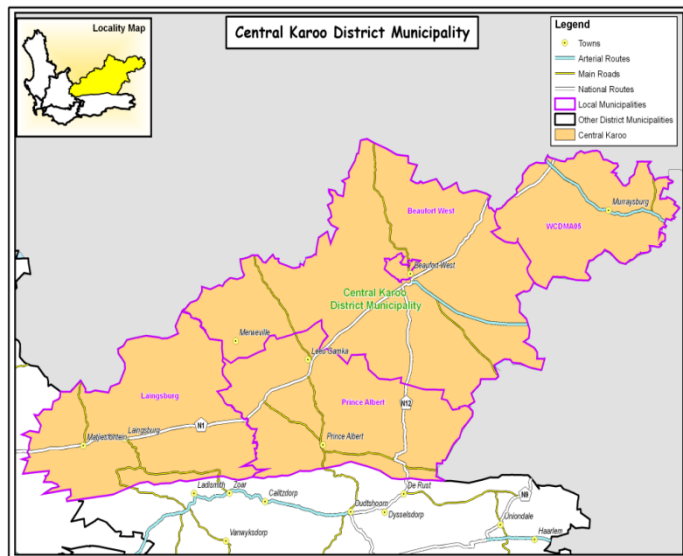 Locality Map
Central Karoo District Municipality
Legend
Towns
Arterial Routes
Main Roads
National Routes
Local Municipalities
Other District Municipalities
Central Karoo
Beaufort West
Murraysburg
WCDMA05
Beaufort West
Central Karoo
District Municipality
Merweville
Leeu Gamka
Laingsburg
Prince Albert
N12
Laingsburg
N1
Matjesfontein
Prince Albert
Ladismith
Zoar
Calitzdorp
De Rust
N9
Oudtshoorn
Dysselsdorp
Uniondale
Vanwyksdorp
Haarlem